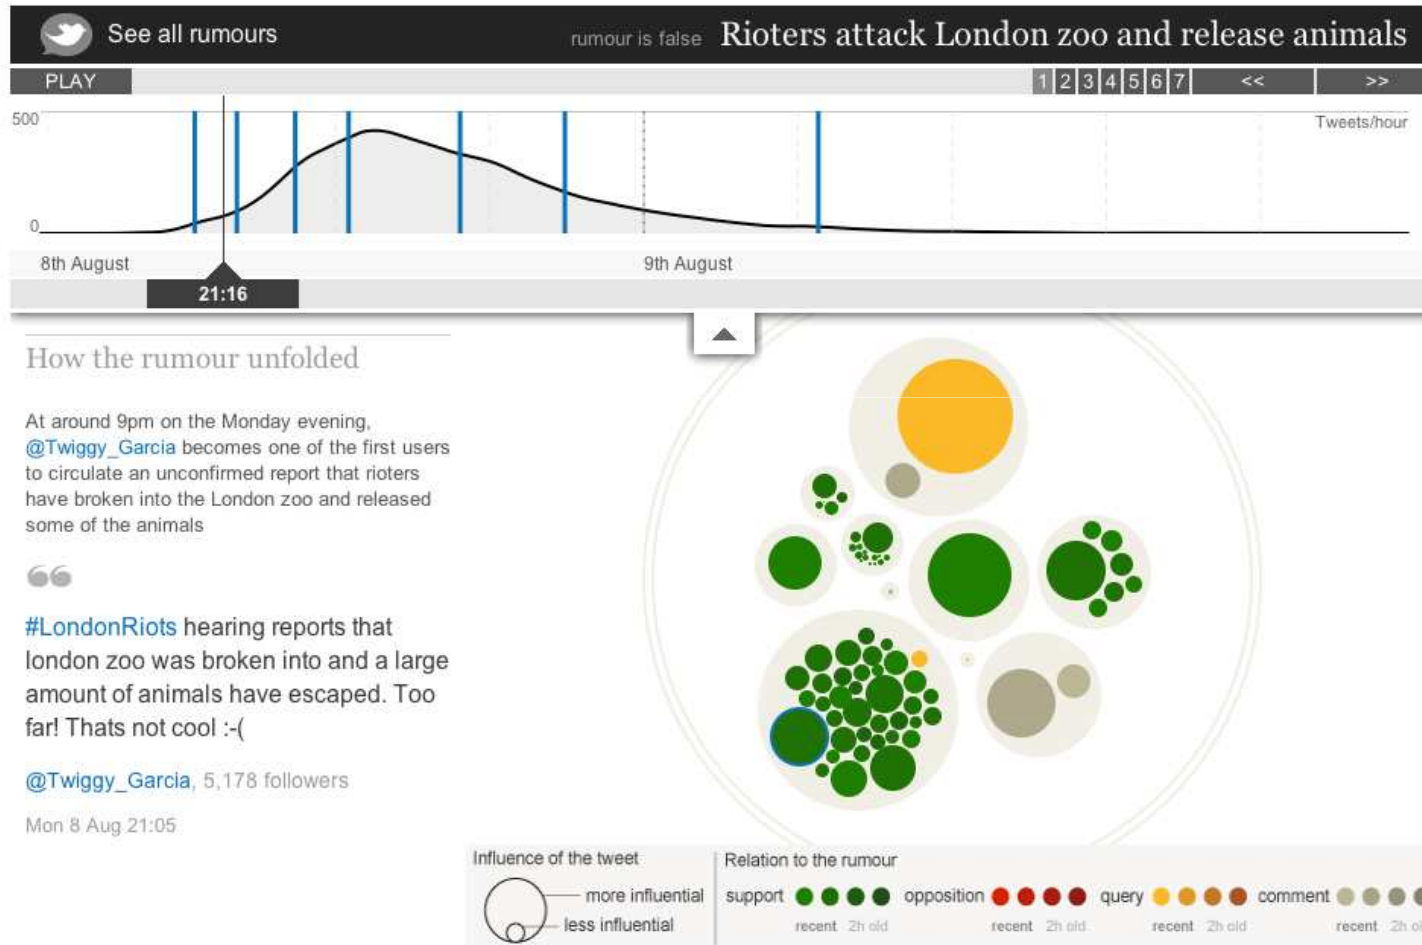 See all rumours
rumour is false Rioters attack London zoo and release animals
PLAY
1 2 3 4 5 6 7 << >>
500
Tweets/hour
0
8th August
9th August
21:16
How the rumour unfolded
At around 9pm on the Monday evening,
@Twiggy_Garcia becomes one of the first users
to circulate an unconfirmed report that rioters
have broken into the London zoo and released
some of the animals
#LondonRiots hearing reports that
london zoo was broken into and a large
amount of animals have escaped. Too
far! Thats not cool :-(
@Twiggy_Garcia, 5,178 followers
Mon 8 Aug 21:05
Influence of the tweet
more influential
less influential
Relation to the rumour
support opposition query comment
recent 2h old recent 2h old recent 2h old recent 2h o